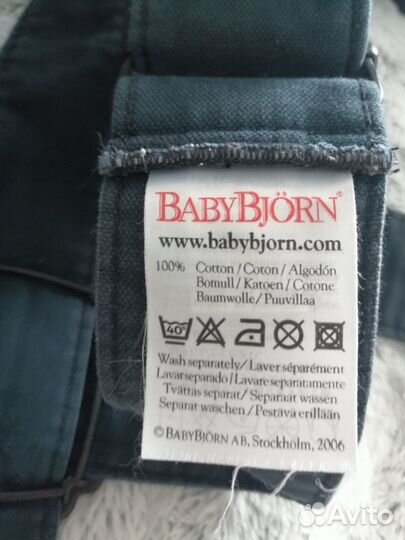 BABYBJÖRN®
www.babybjorn.com
100% Cotton / Coton / Algodón
Bomull / Katoen / Cotone
Baumwolle / Puuvillaa
40°
Wash separately / Laver séparément
Lavar separado / Lavare separatamente
Tvättas separat / Separaat wassen
Separat waschen / Pestävä erillään
© BABYBJÖRN AB, Stockholm, 2006
Avito